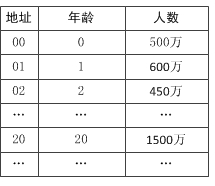 地址 年龄 人数
00 0 500万
01 1 600万
02 2 450万
… … …
20 20 1500万
… … …